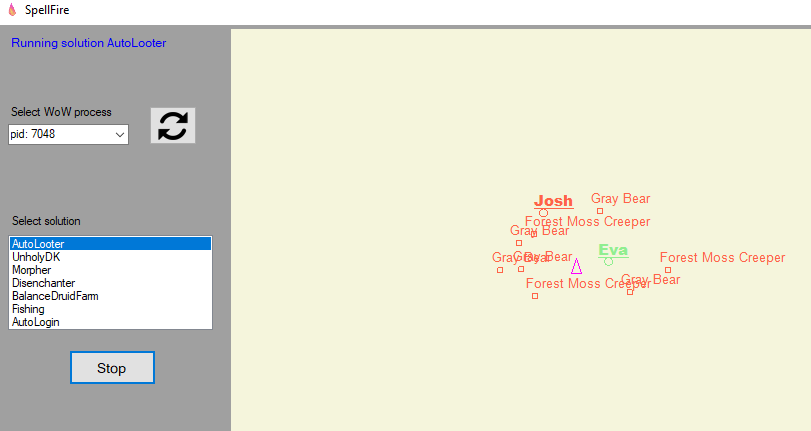 SpellFire
Running solution AutoLooter
Select WoW process
pid: 7048
Select solution
AutoLooter
UnholyDK
Morpher
Disenchanter
BalanceDruidFarm
Fishing
AutoLogin
Stop
Josh
Gray Bear
Forest Moss Creeper
Gray Bear
Eva
Gray Bear
Gray Bear
Forest Moss Creeper
Forest Moss Creeper
Gray Bear